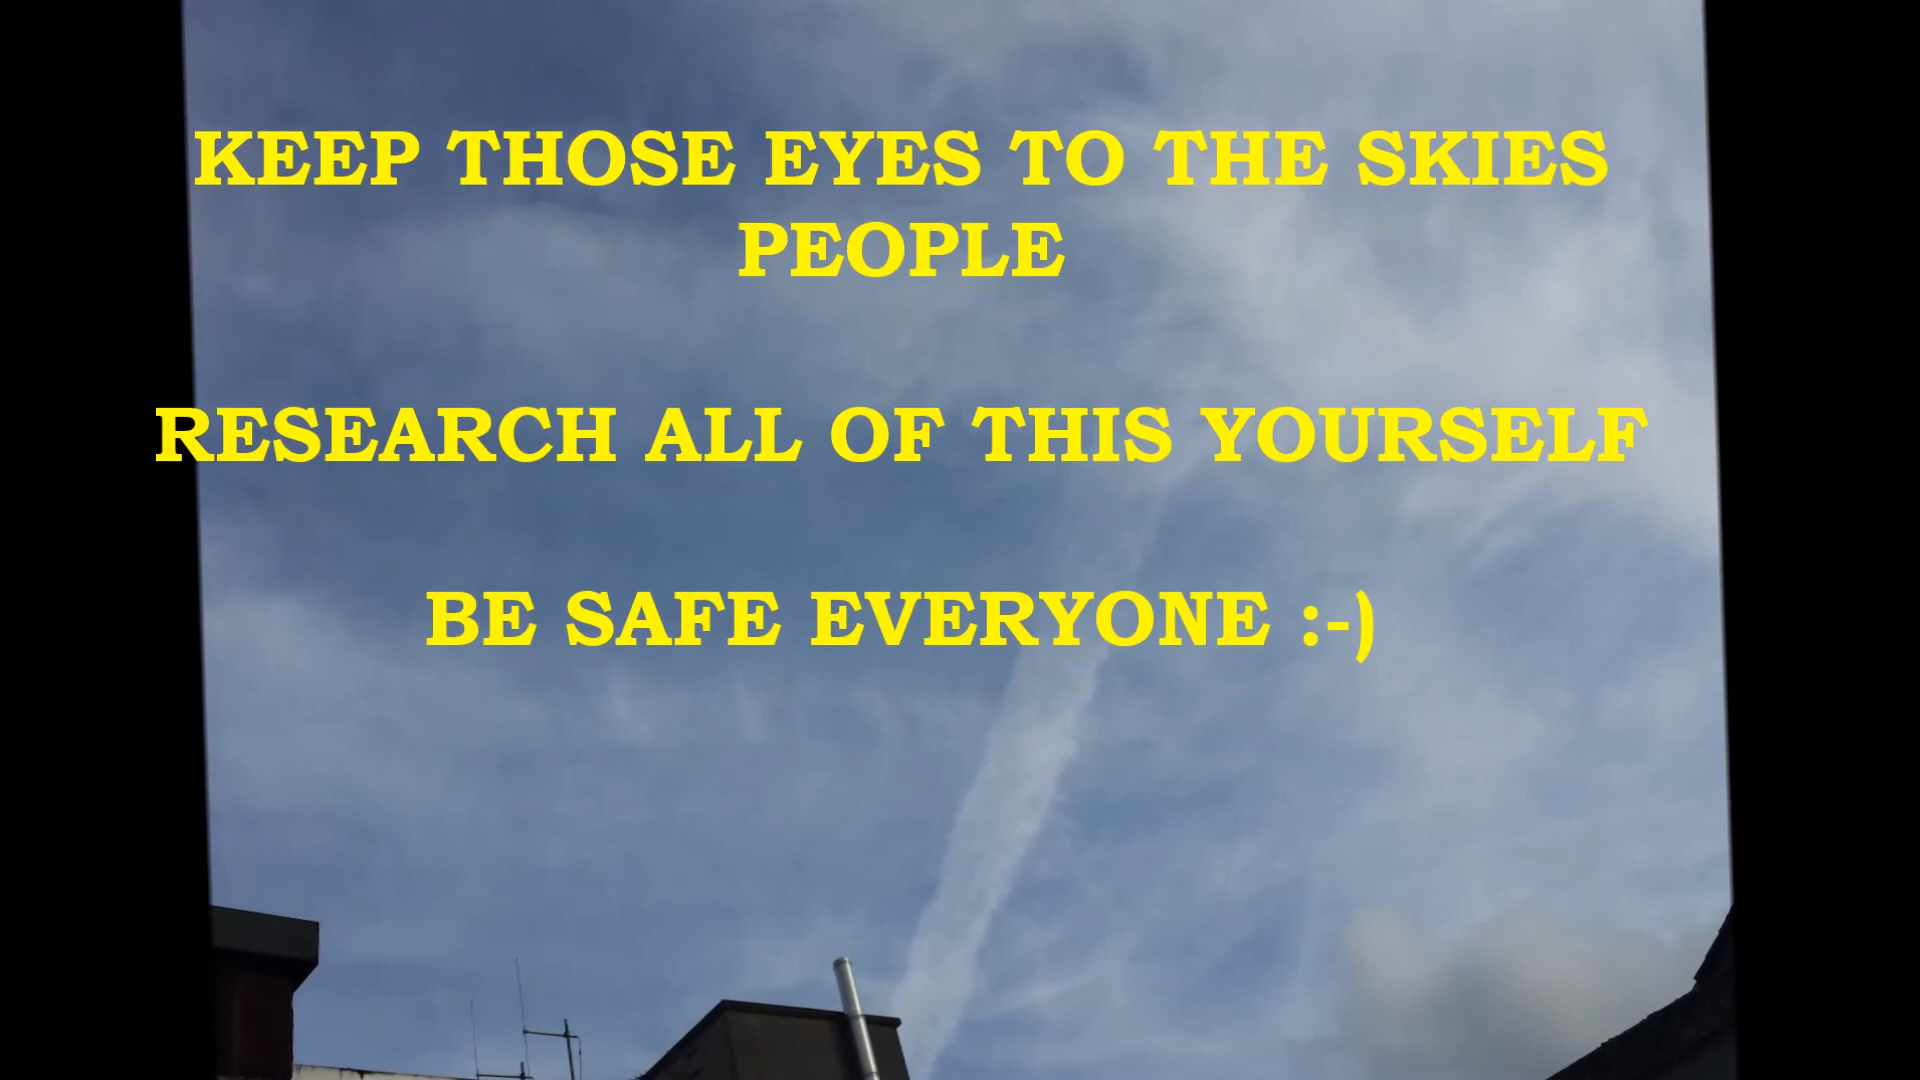 KEEP THOSE EYES TO THE SKIES
PEOPLE
RESEARCH ALL OF THIS YOURSELF
BE SAFE EVERYONE :-)